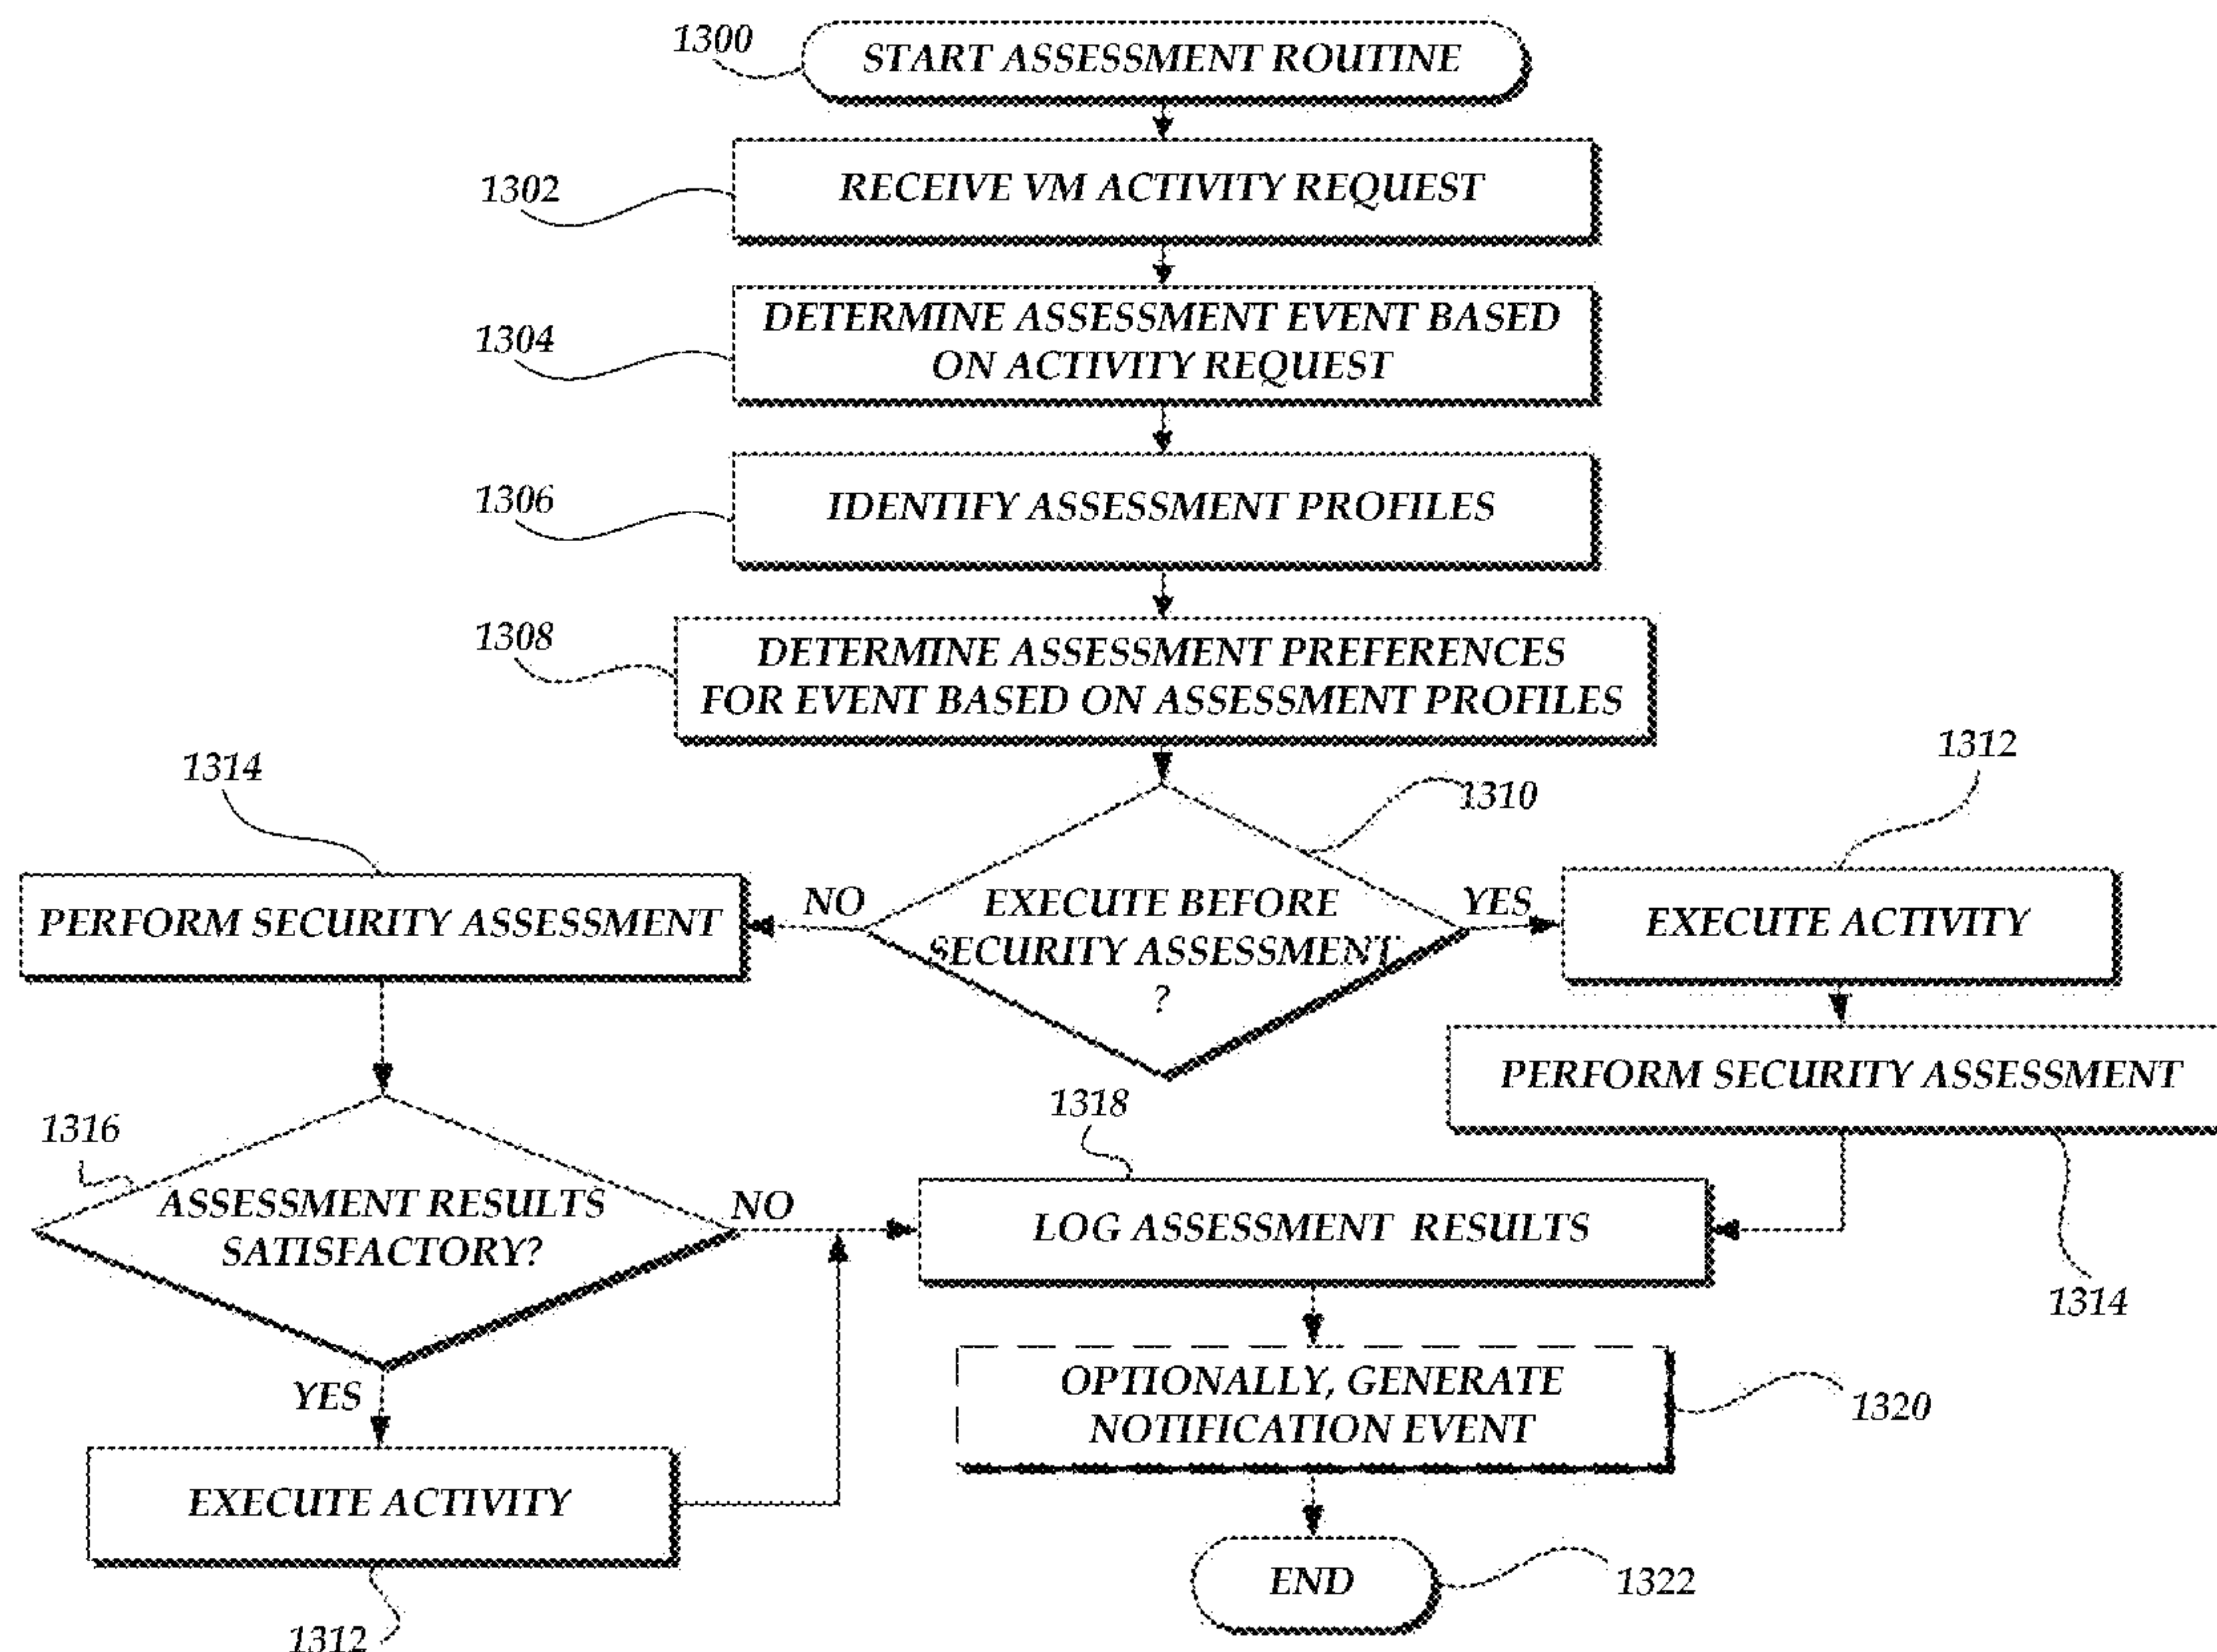 1300
START ASSESSMENT ROUTINE
1302
RECEIVE VM ACTIVITY REQUEST
1304
DETERMINE ASSESSMENT EVENT BASED
ON ACTIVITY REQUEST
1306
IDENTIFY ASSESSMENT PROFILES
1308
DETERMINE ASSESSMENT PREFERENCES
FOR EVENT BASED ON ASSESSMENT PROFILES
1310
EXECUTE BEFORE
SECURITY ASSESSMENT
?
NO
YES
1314
PERFORM SECURITY ASSESSMENT
1312
EXECUTE ACTIVITY
PERFORM SECURITY ASSESSMENT
1314
1316
ASSESSMENT RESULTS
SATISFACTORY?
NO
YES
EXECUTE ACTIVITY
1312
1318
LOG ASSESSMENT RESULTS
OPTIONALLY, GENERATE
NOTIFICATION EVENT
1320
END
1322